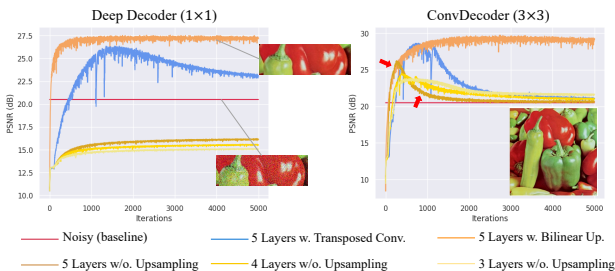 Deep Decoder (1×1)
27.5
25.0
22.5
20.0
17.5
15.0
12.5
10.0
PSNR (dB)
0 1000 2000 3000 4000 5000
Iterations
ConvDecoder (3×3)
30
25
20
15
10
PSNR (dB)
0 1000 2000 3000 4000 5000
Iterations
Noisy (baseline)
5 Layers w. Transposed Conv.
5 Layers w. Bilinear Up.
5 Layers w/o. Upsampling
4 Layers w/o. Upsampling
3 Layers w/o. Upsampling